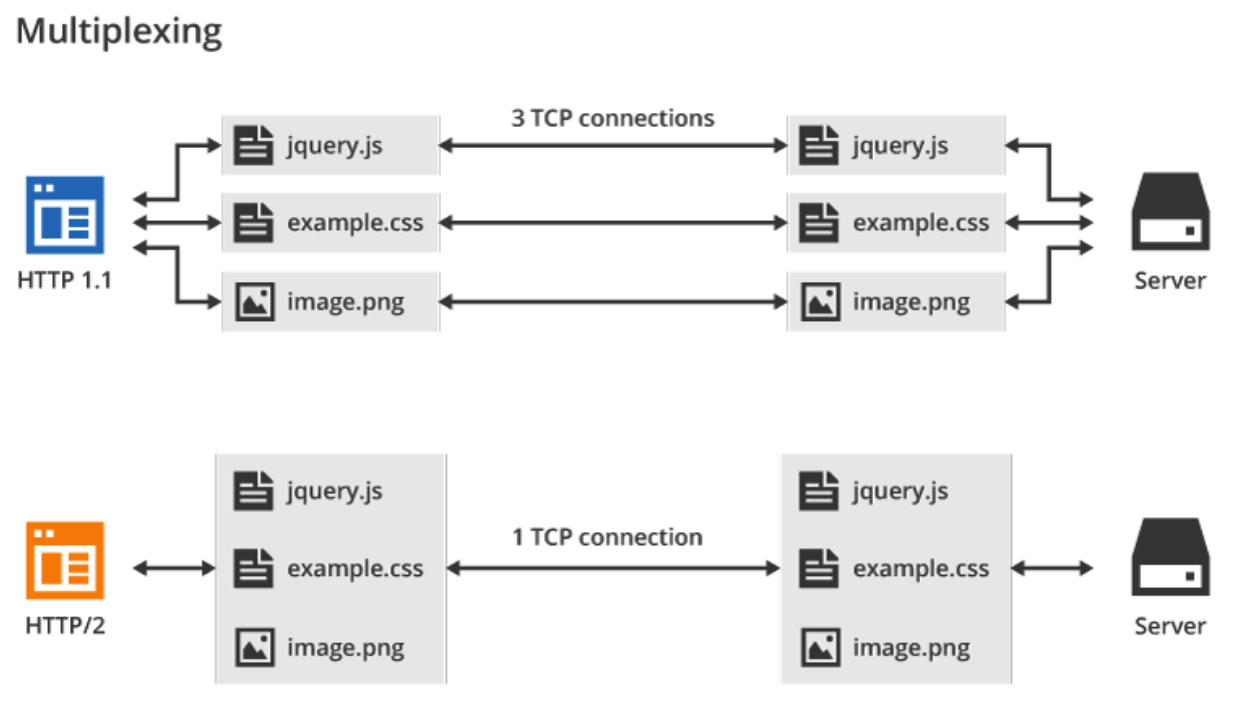 Multiplexing
3 TCP connections
jquery.js
jquery.js
example.css
example.css
HTTP 1.1
Server
image.png
image.png
jquery.js
jquery.js
1 TCP connection
example.css
example.css
HTTP/2
Server
image.png
image.png